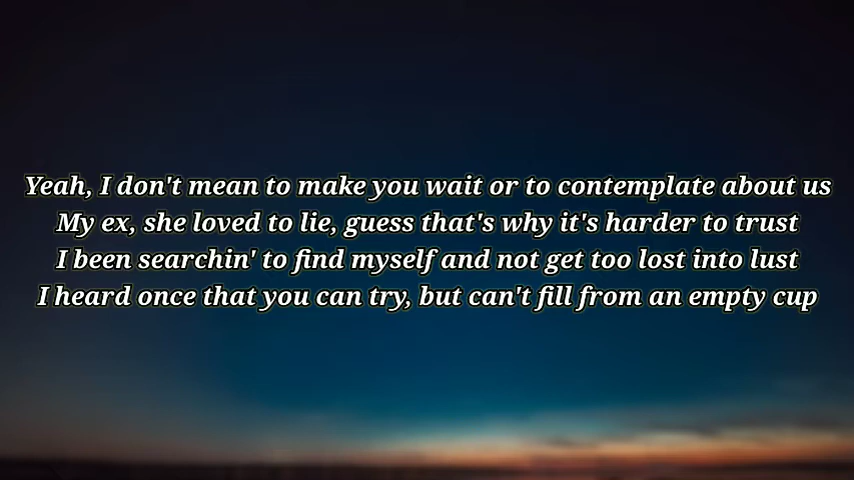 Yeah, I don't mean to make you wait or to contemplate about us
My ex, she loved to lie, guess that's why it's harder to trust
I been searchin' to find myself and not get too lost into lust
I heard once that you can try, but can't fill from an empty cup